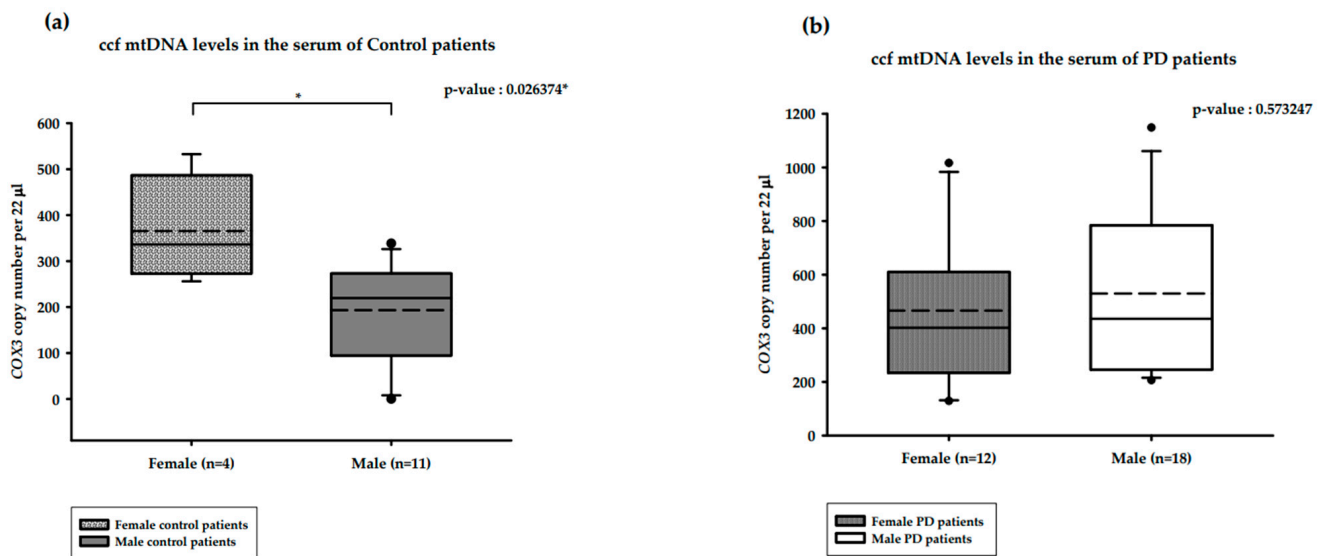 (a)
ccf mtDNA levels in the serum of Control patients
p-value : 0.026374*
*
600
500
400
300
200
100
0
COX3 copy number per 22 µl
Female (n=4) Male (n=11)
Female control patients
Male control patients
(b)
ccf mtDNA levels in the serum of PD patients
p-value : 0.573247
1200
1000
800
600
400
200
0
COX3 copy number per 22 µl
Female (n=12) Male (n=18)
Female PD patients
Male PD patients